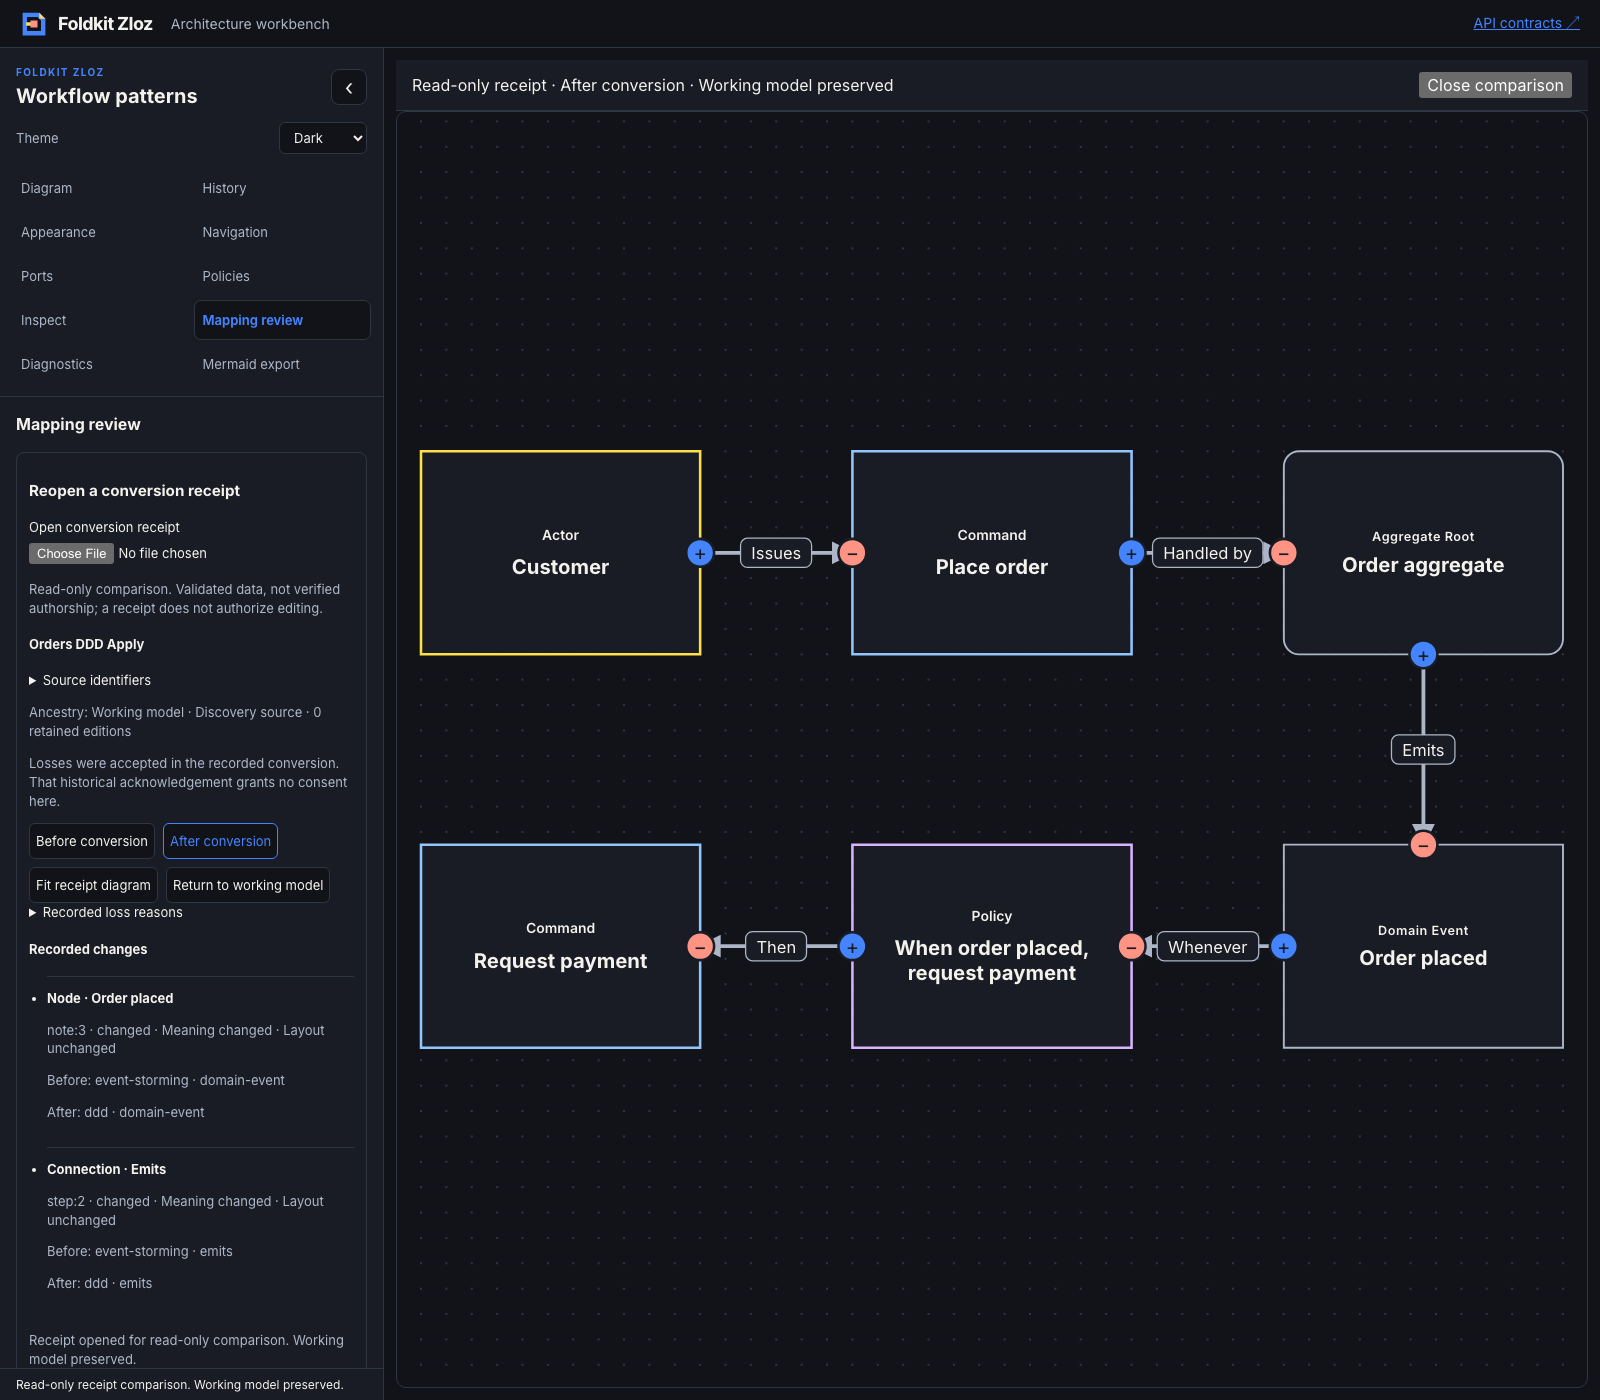 Foldkit Zloz
Architecture workbench
API contracts ↗
FOLDKIT ZLOZ
Workflow patterns
Theme
Dark
Diagram
History
Appearance
Navigation
Ports
Policies
Inspect
Mapping review
Diagnostics
Mermaid export
Mapping review
Reopen a conversion receipt
Open conversion receipt
Choose File No file chosen
Read-only comparison. Validated data, not verified
authorship; a receipt does not authorize editing.
Orders DDD Apply
Source identifiers
Ancestry: Working model · Discovery source · 0
retained editions
Losses were accepted in the recorded conversion.
That historical acknowledgement grants no consent
here.
Before conversion
After conversion
Fit receipt diagram
Return to working model
Recorded loss reasons
Recorded changes
• Node · Order placed
note:3 · changed · Meaning changed · Layout
unchanged
Before: event-storming · domain-event
After: ddd · domain-event
• Connection · Emits
step:2 · changed · Meaning changed · Layout
unchanged
Before: event-storming · emits
After: ddd · emits
Receipt opened for read-only comparison. Working
model preserved.
Read-only receipt comparison. Working model preserved.
Read-only receipt · After conversion · Working model preserved
Close comparison
Actor
Customer
+
Issues
−
Command
Place order
+
Handled by
−
Aggregate Root
Order aggregate
+
Emits
−
Command
Request payment
−
Then
+
Policy
When order placed,
request payment
−
Whenever
+
Domain Event
Order placed